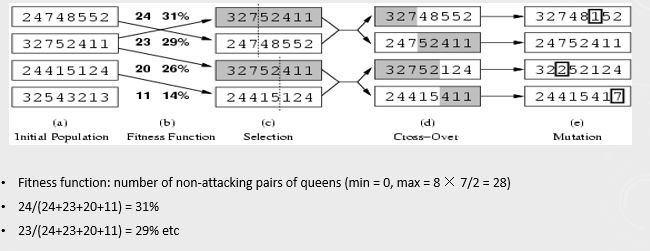 24748552 24 31% 32752411 32748552 32748152
32752411 23 29% 24748552 24752411 24752411
24415124 20 26% 32752411 32752124 32252124
32543213 11 14% 24415124 24415411 24415417
(a) (b) (c) (d) (e)
Initial Population Fitness Function Selection Cross-Over Mutation
• Fitness function: number of non-attacking pairs of queens (min = 0, max = 8 × 7/2 = 28)
• 24/(24+23+20+11) = 31%
• 23/(24+23+20+11) = 29% etc